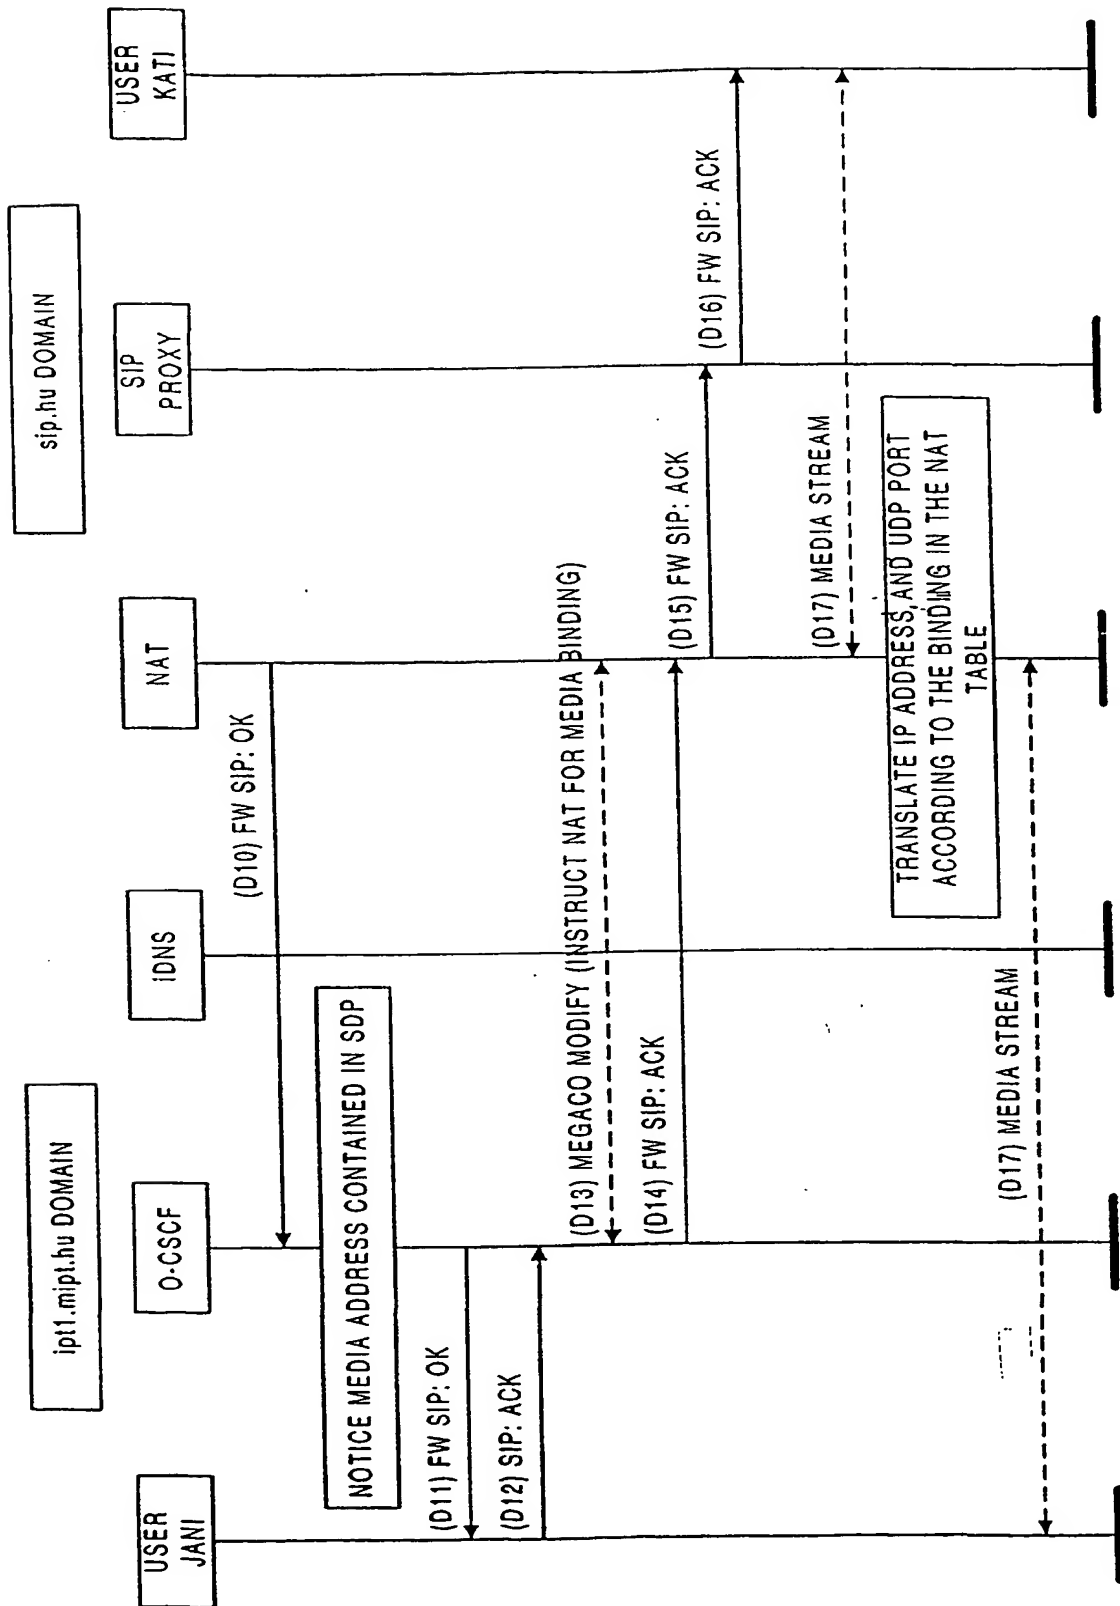 ipt1.mipt.hu DOMAIN
sip.hu DOMAIN
USER
JANI
O-CSCF
iDNS
NAT
SIP
PROXY
USER
KATI
(D10) FW SIP: OK
NOTICE MEDIA ADDRESS CONTAINED IN SDP
(D11) FW SIP: OK
(D12) SIP: ACK
(D13) MEGACO MODIFY (INSTRUCT NAT FOR MEDIA BINDING)
(D14) FW SIP: ACK
(D15) FW SIP: ACK
(D16) FW SIP: ACK
(D17) MEDIA STREAM
TRANSLATE IP ADDRESS, AND UDP PORT
ACCORDING TO THE BINDING IN THE NAT
TABLE
(D17) MEDIA STREAM